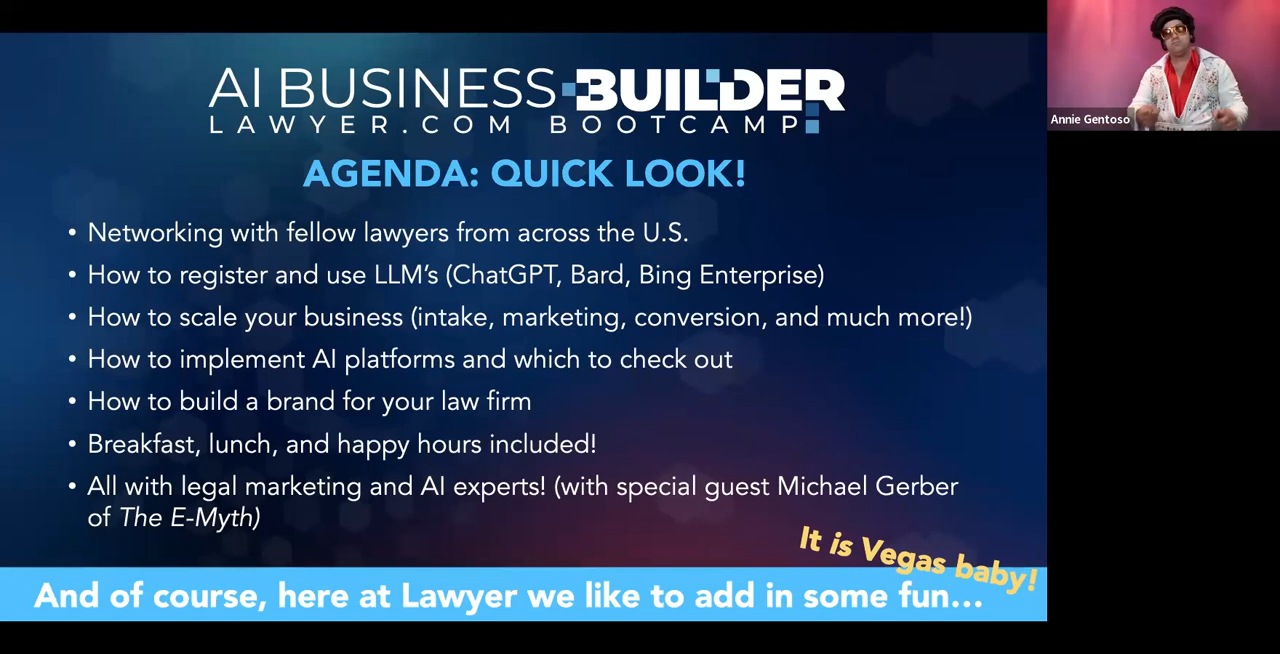 AI BUSINESS BUILDER
LAWYER.COM BOOTCAMP
Annie Gentoso
AGENDA: QUICK LOOK!
• Networking with fellow lawyers from across the U.S.
• How to register and use LLM's (ChatGPT, Bard, Bing Enterprise)
• How to scale your business (intake, marketing, conversion, and much more!)
• How to implement AI platforms and which to check out
• How to build a brand for your law firm
• Breakfast, lunch, and happy hours included!
• All with legal marketing and AI experts! (with special guest Michael Gerber
of The E-Myth)
It is Vegas baby!
And of course, here at Lawyer we like to add in some fun...